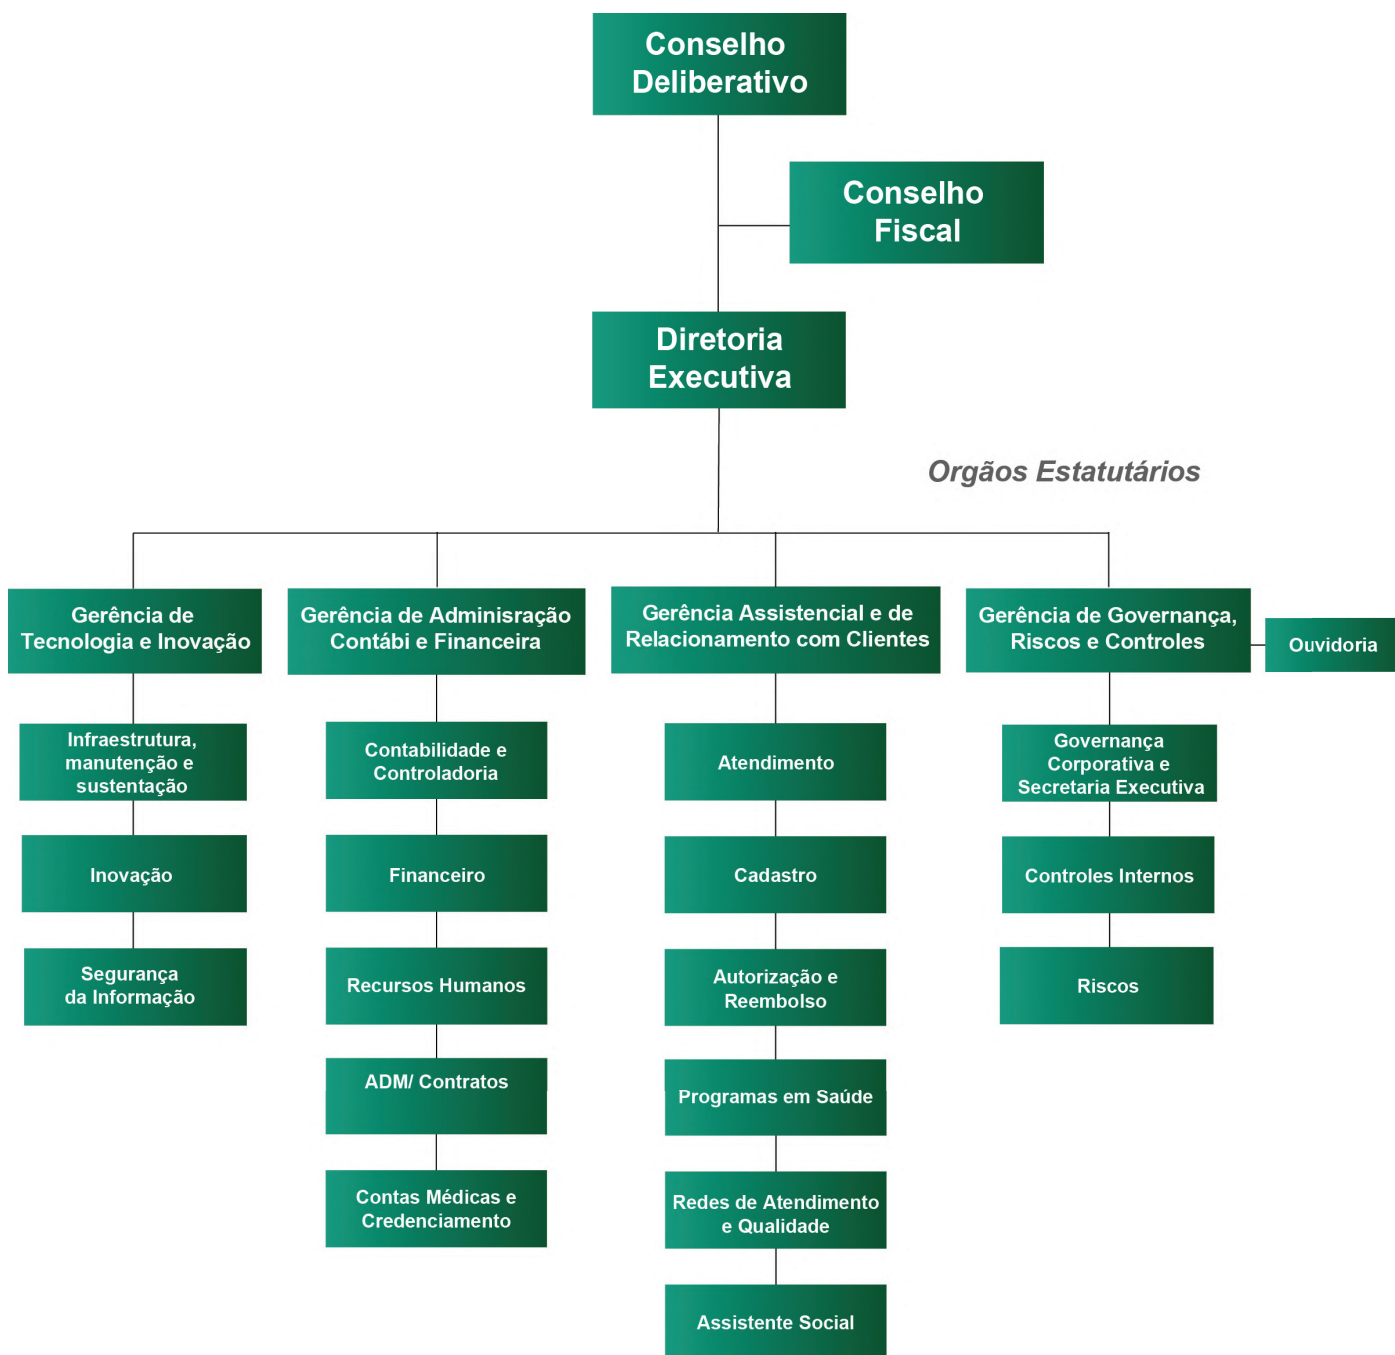 Conselho
Deliberativo
Conselho
Fiscal
Diretoria
Executiva
Orgãos Estatutários
Gerência de
Tecnologia e Inovação
Gerência de Adminisração
Contábi e Financeira
Gerência Assistencial e de
Relacionamento com Clientes
Gerência de Governança,
Riscos e Controles
Ouvidoria
Infraestrutura,
manutenção e
sustentação
Inovação
Segurança
da Informação
Contabilidade e
Controladoria
Financeiro
Recursos Humanos
ADM/ Contratos
Contas Médicas e
Credenciamento
Atendimento
Cadastro
Autorização e
Reembolso
Programas em Saúde
Redes de Atendimento
e Qualidade
Assistente Social
Governança
Corporativa e
Secretaria Executiva
Controles Internos
Riscos